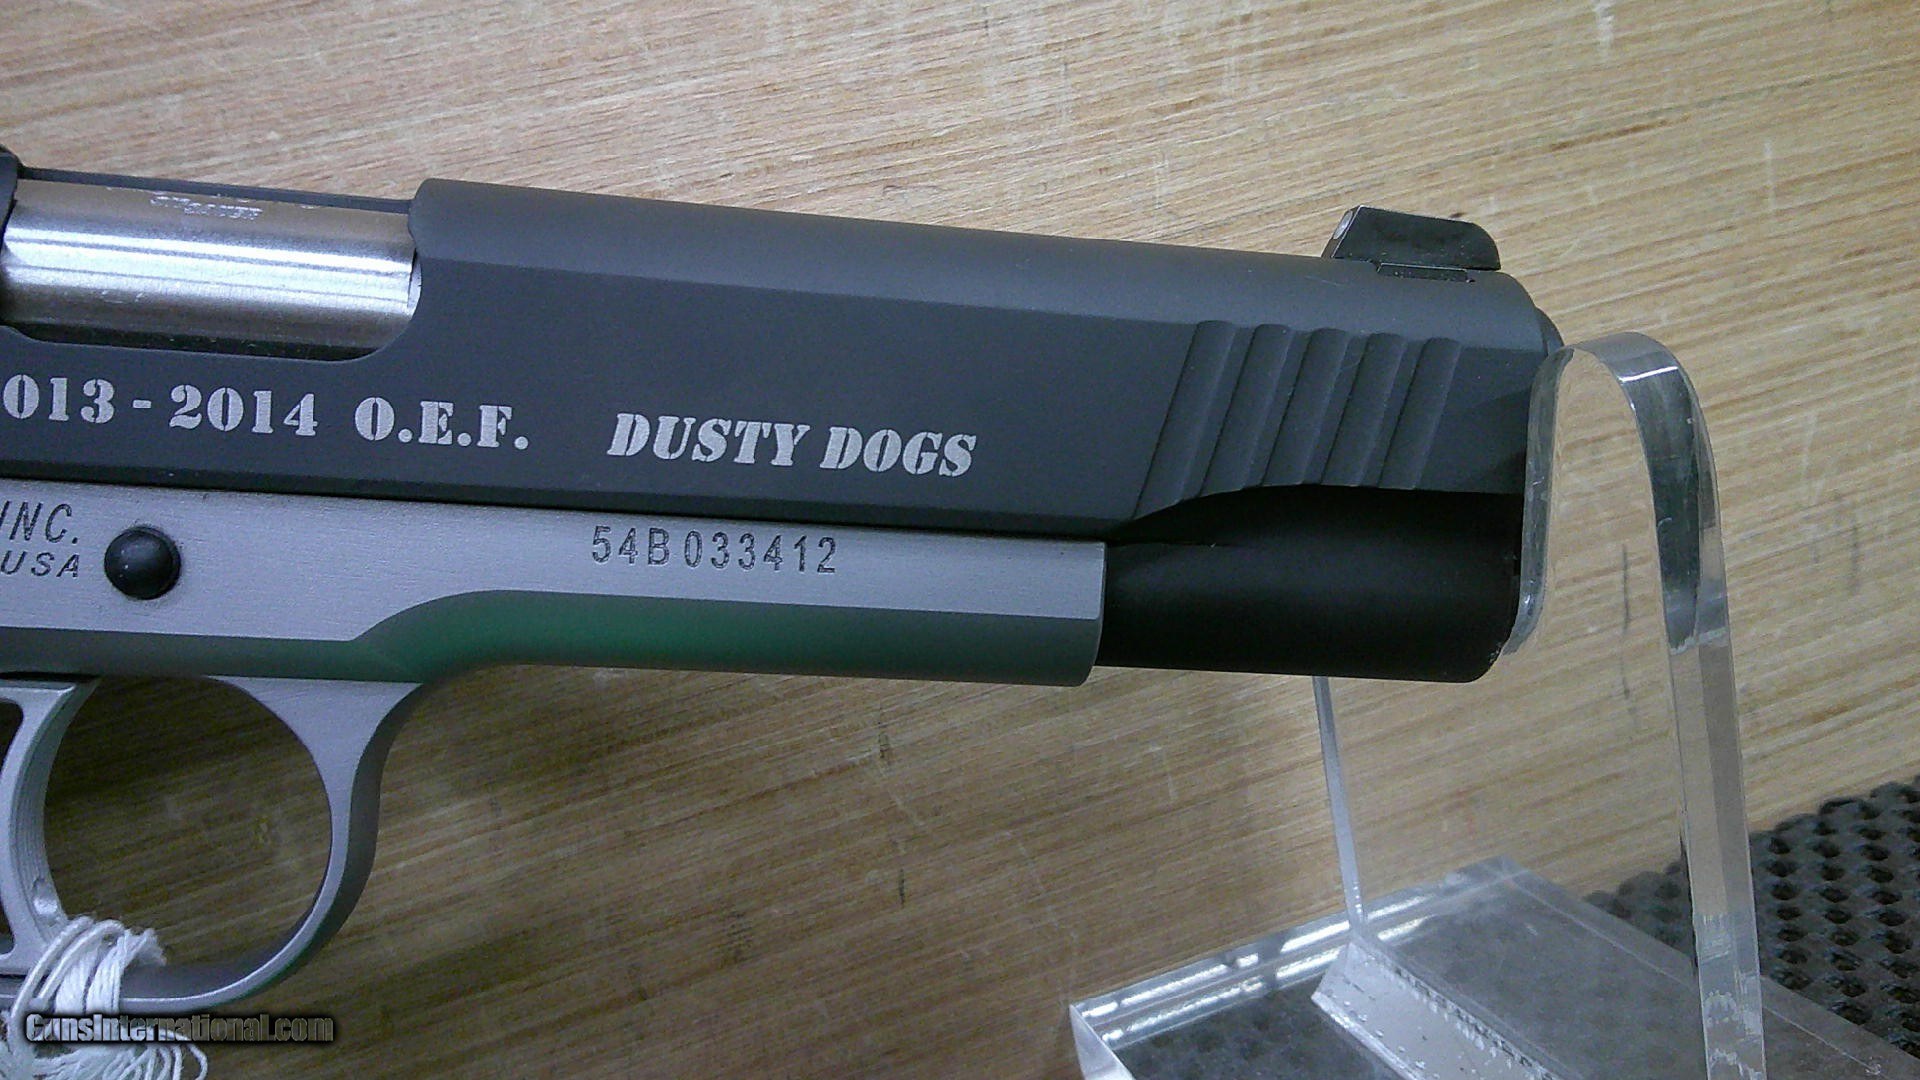 013 - 2014 O.E.F. DUSTY DOGS
INC.
USA
54B033412
GunsInternational.com